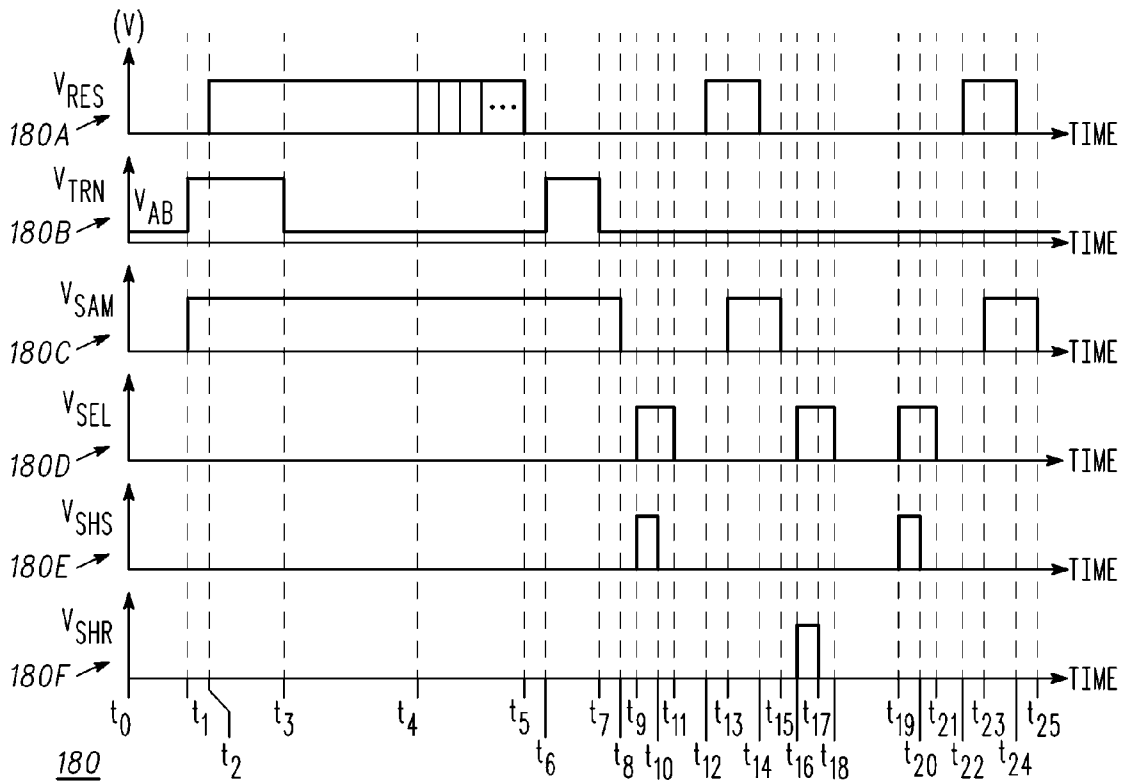 (V)
V_RES
180A
TIME
V_TRN
V_AB
180B
TIME
V_SAM
180C
TIME
V_SEL
180D
TIME
V_SHS
180E
TIME
V_SHR
180F
TIME
t_0 t_1 t_3 t_4 t_5 t_7 t_9 t_11 t_13 t_15 t_17 t_19 t_21 t_23 t_25
t_2 t_6 t_8 t_10 t_12 t_14 t_16 t_18 t_20 t_22 t_24
180
...